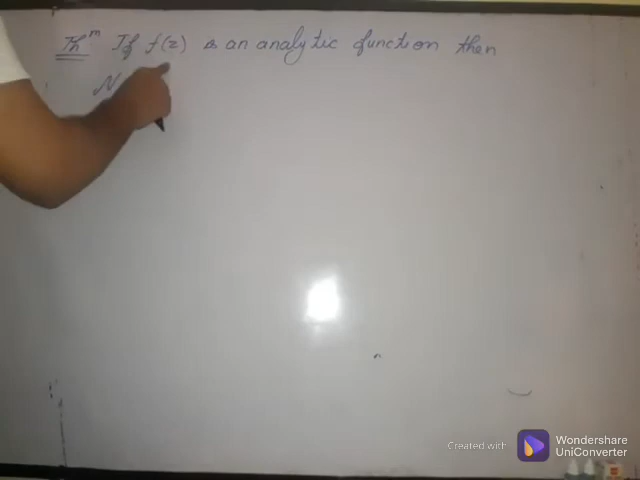 Thm If f(z) is an analytic function then
N
Created with Wondershare
UniConverter